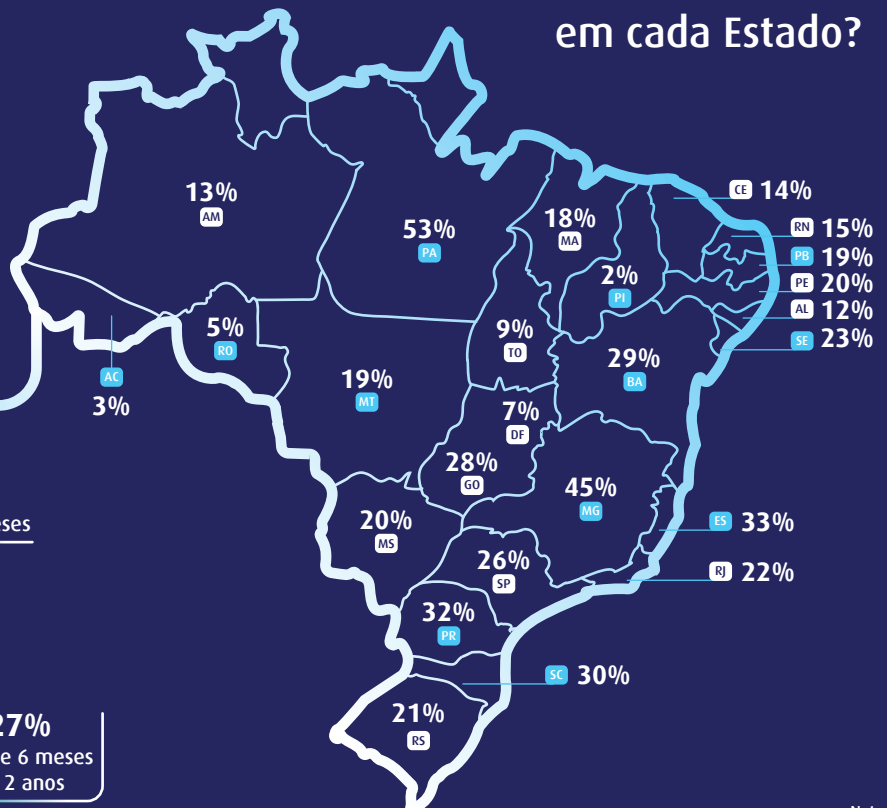 em cada Estado?
CE 14%
13%
AM
53%
PA
18%
MA
RN 15%
PB 19%
2%
PI
PE 20%
AL 12%
5%
RO
9%
TO
SE 23%
29%
BA
AC
3%
19%
MT
7%
DF
28%
GO
45%
MG
20%
MS
ES 33%
26%
SP
RJ 22%
32%
PR
SC 30%
21%
RS
27%
e 6 meses
2 anos